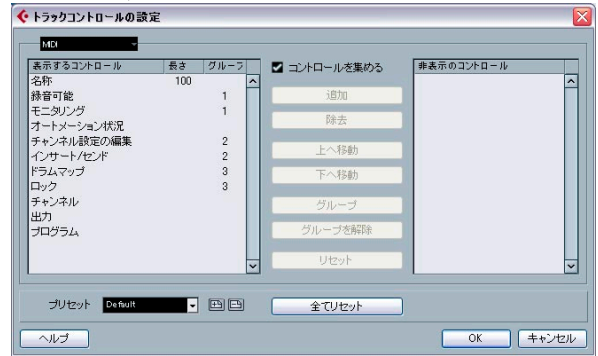 トラックコントロールの設定
MIDI
表示するコントロール 長さ グループ
名称 100
録音可能 1
モニタリング 1
オートメーション状況
チャンネル設定の編集 2
インサート/センド 2
ドラムマップ 3
ロック 3
チャンネル
出力
プログラム
コントロールを集める
追加
除去
上へ移動
下へ移動
グループ
グループを解除
リセット
非表示のコントロール
プリセット Default
全てリセット
ヘルプ
OK
キャンセル